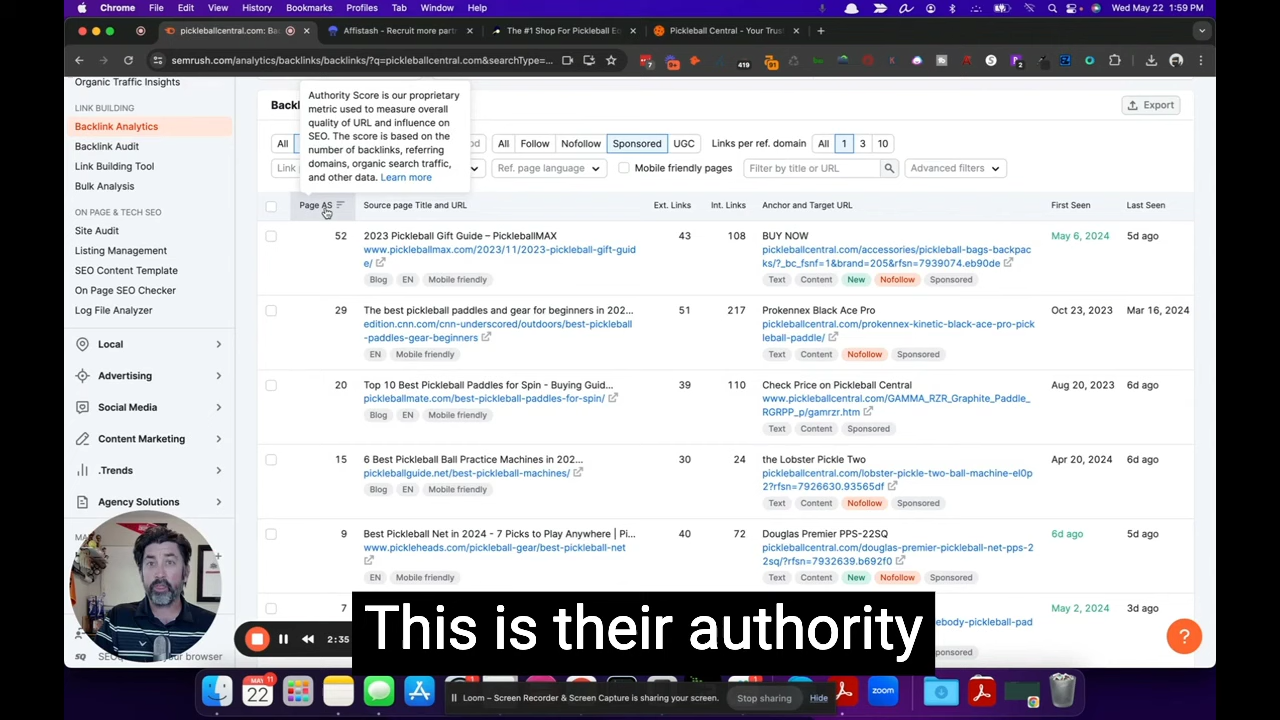 Chrome File Edit View History Bookmarks Profiles Tab Window Help Wed May 22 1:59 PM
pickleballcentral.com: Ba Affistash - Recruit more partn The #1 Shop For Pickleball Eq Pickleball Central - Your Trus
semrush.com/analytics/backlinks/backlinks/?q=pickleballcentral.com&searchType=...
Organic Traffic Insights
LINK BUILDING
Backlink Analytics
Backlink Audit
Link Building Tool
Bulk Analysis
ON PAGE & TECH SEO
Site Audit
Listing Management
SEO Content Template
On Page SEO Checker
Log File Analyzer
Local
Advertising
Social Media
Content Marketing
.Trends
Agency Solutions
Authority Score is our proprietary
metric used to measure overall
quality of URL and influence on
SEO. The score is based on the
number of backlinks, referring
domains, organic search traffic,
and other data. Learn more
Export
All All Follow Nofollow Sponsored UGC Links per ref. domain All 1 3 10
Ref. page language Mobile friendly pages Filter by title or URL Advanced filters
Page AS Source page Title and URL Ext. Links Int. Links Anchor and Target URL First Seen Last Seen
52 2023 Pickleball Gift Guide – PickleballMAX 43 108 BUY NOW May 6, 2024 5d ago
www.pickleballmax.com/2023/11/2023-pickleball-gift-guid pickleballcentral.com/accessories/pickleball-bags-backpac
e/ ks/?_bc_fsnf=1&brand=205&rfsn=7939074.eb90de
Blog EN Mobile friendly Text Content New Nofollow Sponsored
29 The best pickleball paddles and gear for beginners in 202... 51 217 Prokennex Black Ace Pro Oct 23, 2023 Mar 16, 2024
edition.cnn.com/cnn-underscored/outdoors/best-pickleball pickleballcentral.com/prokennex-kinetic-black-ace-pro-pick
-paddles-gear-beginners leball-paddle/
EN Mobile friendly Text Content Nofollow Sponsored
20 Top 10 Best Pickleball Paddles for Spin - Buying Guid... 39 110 Check Price on Pickleball Central Aug 20, 2023 6d ago
pickleballmate.com/best-pickleball-paddles-for-spin/ www.pickleballcentral.com/GAMMA_RZR_Graphite_Paddle_
RGRPP_p/gamrzr.htm
Blog EN Mobile friendly Text Content Sponsored
15 6 Best Pickleball Ball Practice Machines in 202... 30 24 the Lobster Pickle Two Apr 20, 2024 6d ago
pickleballguide.net/best-pickleball-machines/ pickleballcentral.com/lobster-pickle-two-ball-machine-el0p
2?rfsn=7926630.93565df
Blog EN Mobile friendly Text Content Nofollow Sponsored
9 Best Pickleball Net in 2024 - 7 Picks to Play Anywhere | Pi... 40 72 Douglas Premier PPS-22SQ 6d ago 5d ago
www.pickleheads.com/pickleball-gear/best-pickleball-net pickleballcentral.com/douglas-premier-pickleball-net-pps-2
2sq/?rfsn=7932639.b692f0
EN Mobile friendly Text Content New Nofollow Sponsored
7 May 2, 2024 3d ago
2:35
This is their authority
Loom – Screen Recorder & Screen Capture is sharing your screen. Stop sharing Hide
MAY
22
zoom